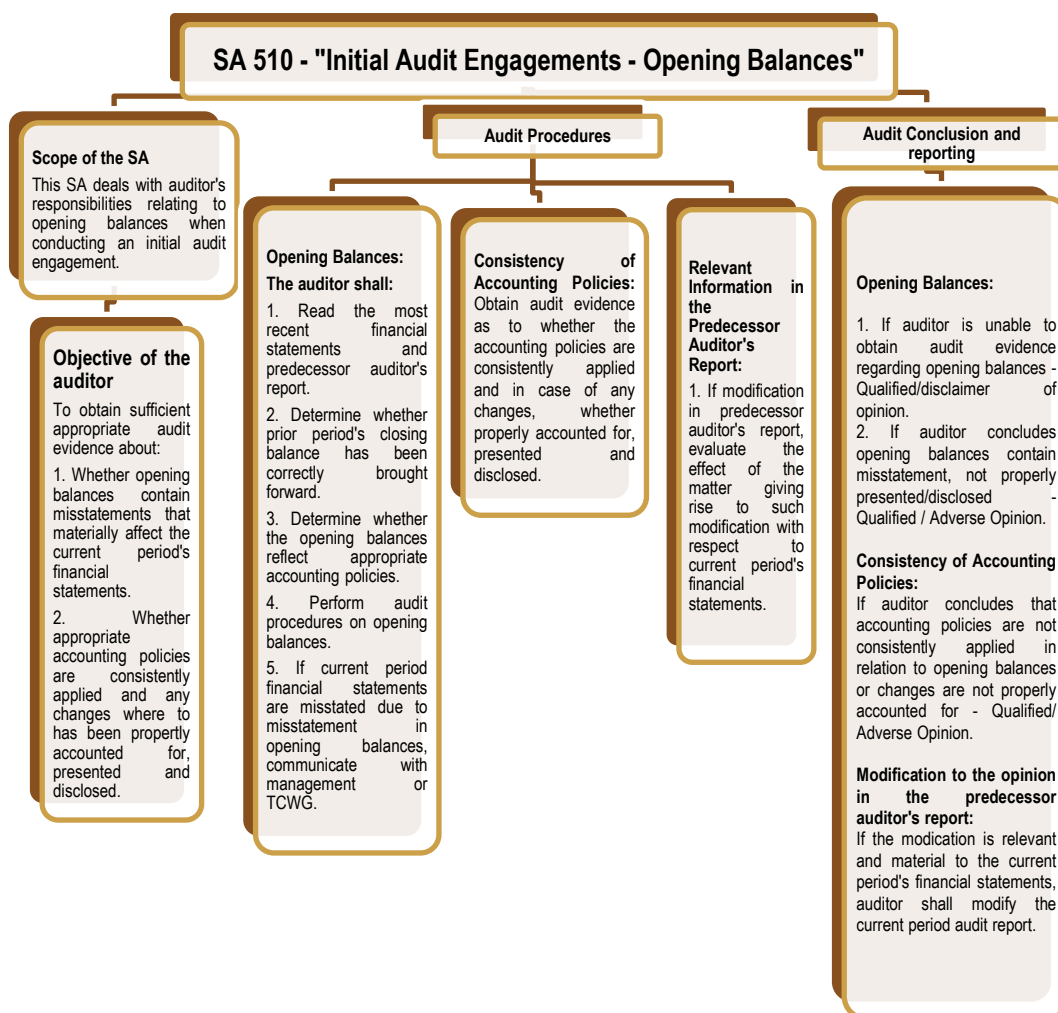 SA 510 - "Initial Audit Engagements - Opening Balances"
Scope of the SA
This SA deals with auditor's
responsibilities relating to
opening balances when
conducting an initial audit
engagement.
Objective of the
auditor
To obtain sufficient
appropriate audit
evidence about:
1. Whether opening
balances contain
misstatements that
materially affect the
current period's
financial
statements.
2. Whether
appropriate
accounting policies
are consistently
applied and any
changes where to
has been propertly
accounted for,
presented and
disclosed.
Audit Procedures
Opening Balances:
The auditor shall:
1. Read the most
recent financial
statements and
predecessor auditor's
report.
2. Determine whether
prior period's closing
balance has been
correctly brought
forward.
3. Determine whether
the opening balances
reflect appropriate
accounting policies.
4. Perform audit
procedures on opening
balances.
5. If current period
financial statements
are misstated due to
misstatement in
opening balances,
communicate with
management or
TCWG.
Consistency of
Accounting Policies:
Obtain audit evidence
as to whether the
accounting policies are
consistently applied
and in case of any
changes, whether
properly accounted for,
presented and
disclosed.
Relevant
Information in
the
Predecessor
Auditor's
Report:
1. If modification
in predecessor
auditor's report,
evaluate the
effect of the
matter giving
rise to such
modification with
respect to
current period's
financial
statements.
Audit Conclusion and
reporting
Opening Balances:
1. If auditor is unable to
obtain audit evidence
regarding opening balances -
Qualified/disclaimer of
opinion.
2. If auditor concludes
opening balances contain
misstatement, not properly
presented/disclosed -
Qualified / Adverse Opinion.
Consistency of Accounting
Policies:
If auditor concludes that
accounting policies are not
consistently applied in
relation to opening balances
or changes are not properly
accounted for - Qualified/
Adverse Opinion.
Modification to the opinion
in the predecessor
auditor's report:
If the modication is relevant
and material to the current
period's financial statements,
auditor shall modify the
current period audit report.